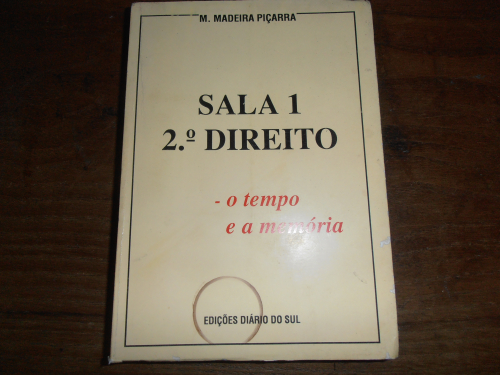 M. MADEIRA PIÇARRA
SALA 1
2.º DIREITO
- o tempo
e a memória
EDIÇÕES DIÁRIO DO SUL